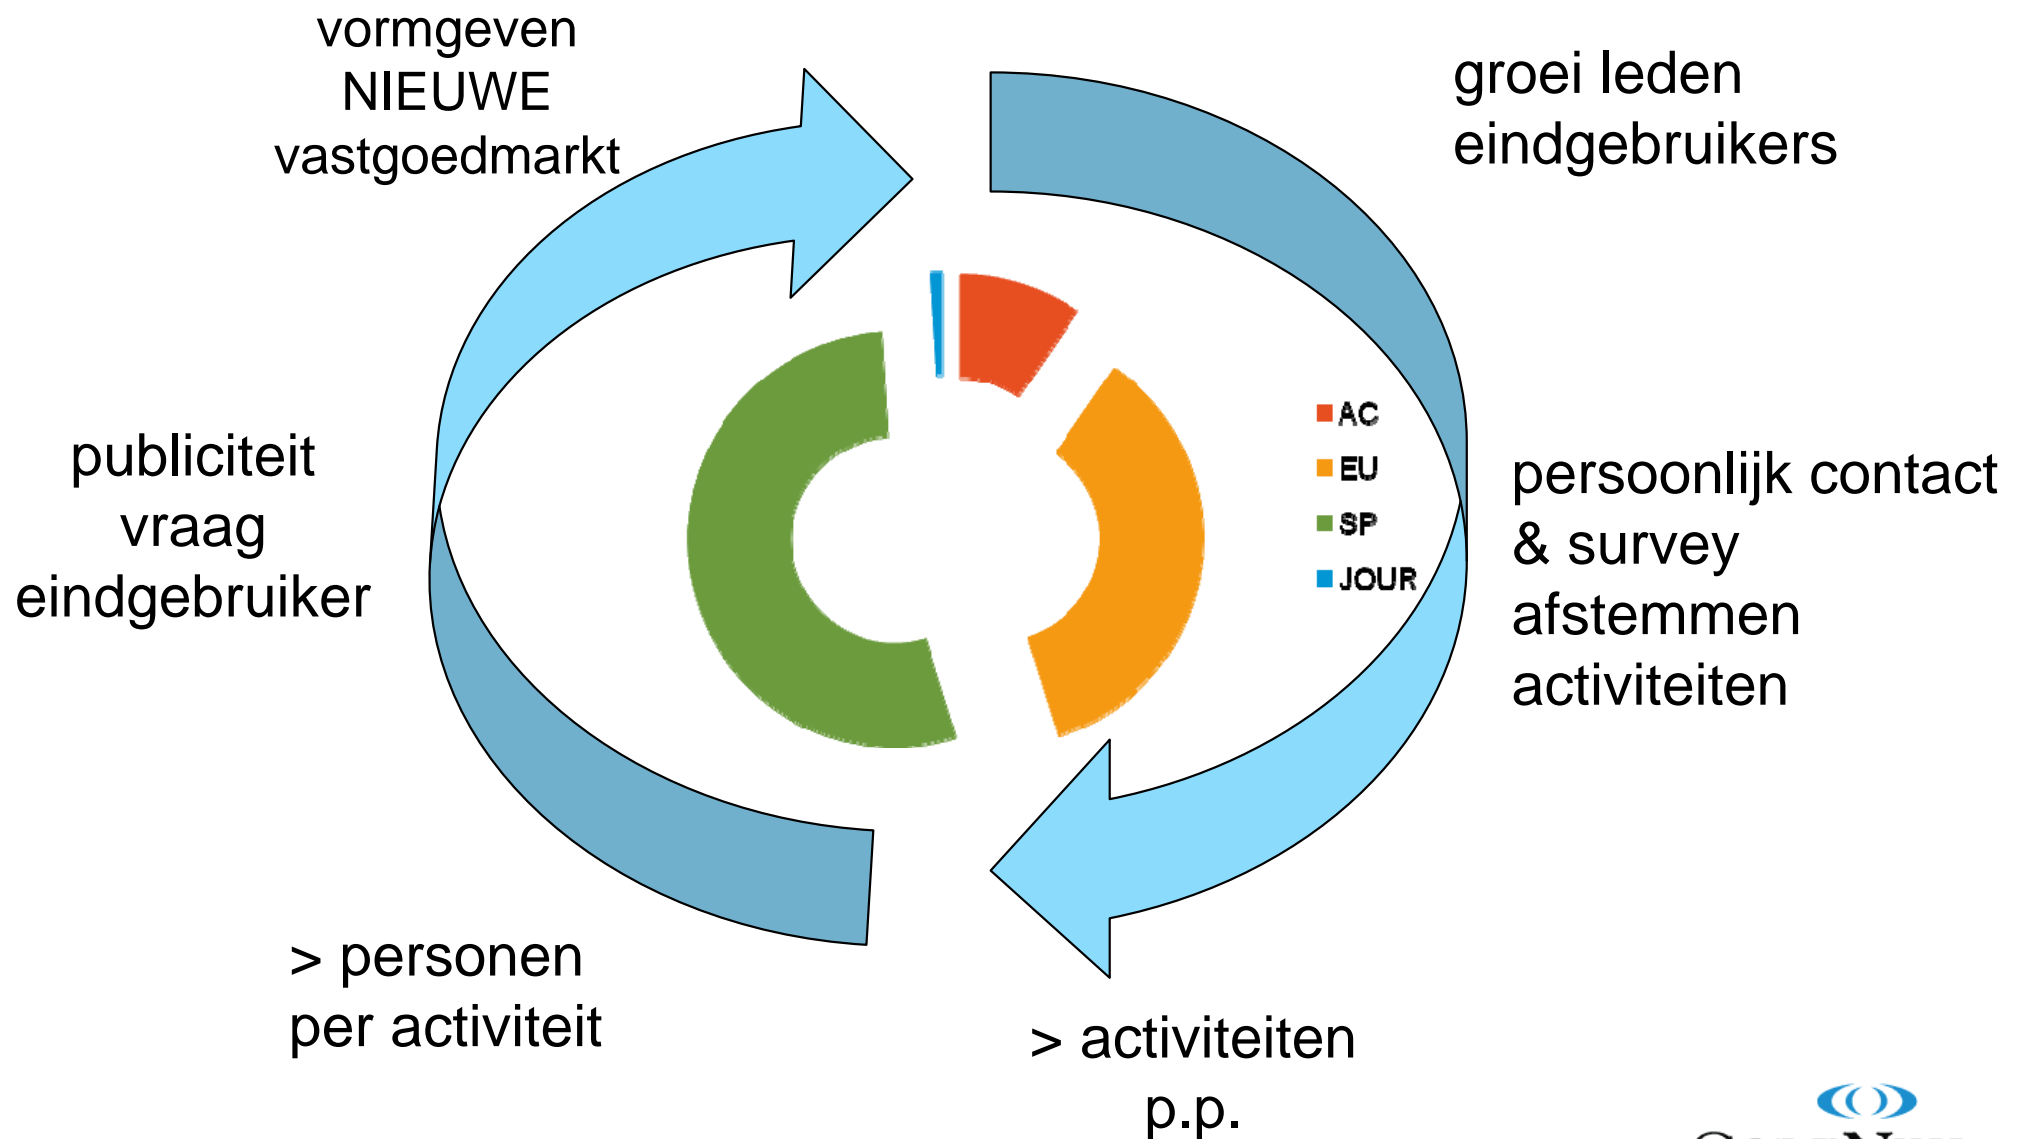 vormgeven
NIEUWE
vastgoedmarkt
groei leden
eindgebruikers
AC
EU
SP
JOUR
publiciteit
vraag
eindgebruiker
persoonlijk contact
& survey
afstemmen
activiteiten
> personen
per activiteit
> activiteiten
p.p.